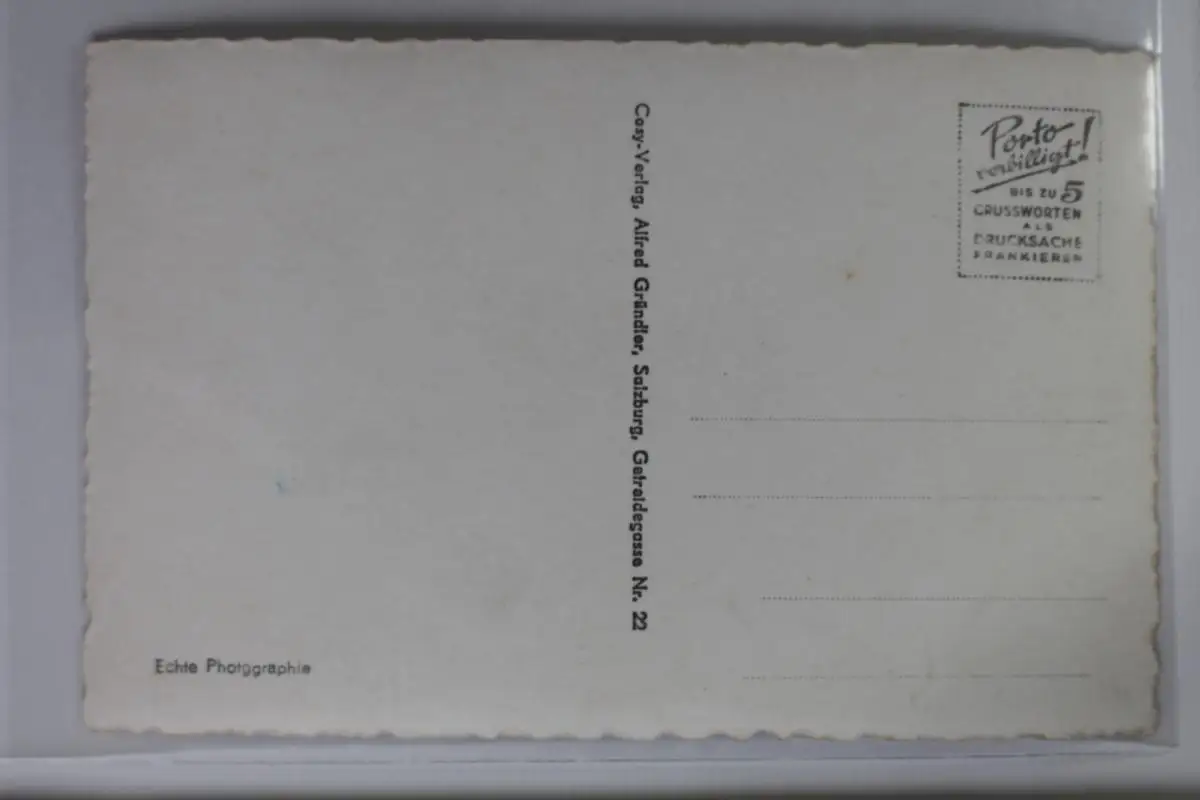 Cosy-Verlag, Alfred Gründler, Salzburg, Getreidegasse Nr. 22
Porto
verbilligt!
BIS ZU 5
GRUSSWORTEN
ALS
DRUCKSACHE
FRANKIEREN
Echte Photographie